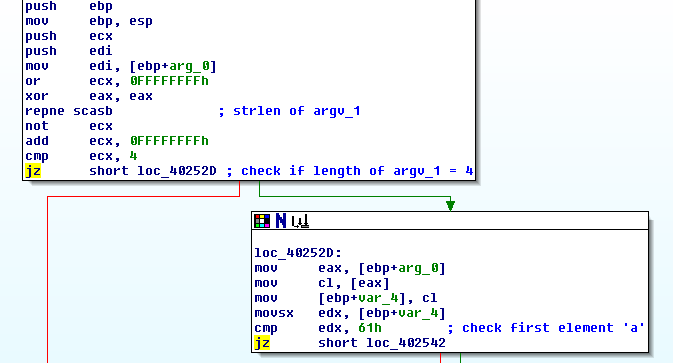 push ebp
mov ebp, esp
push ecx
push edi
mov edi, [ebp+arg_0]
or ecx, 0FFFFFFFFh
xor eax, eax
repne scasb ; strlen of argv_1
not ecx
add ecx, 0FFFFFFFFh
cmp ecx, 4
jz short loc_40252D ; check if length of argv_1 = 4
loc_40252D:
mov eax, [ebp+arg_0]
mov cl, [eax]
mov [ebp+var_4], cl
movsx edx, [ebp+var_4]
cmp edx, 61h ; check first element 'a'
jz short loc_402542